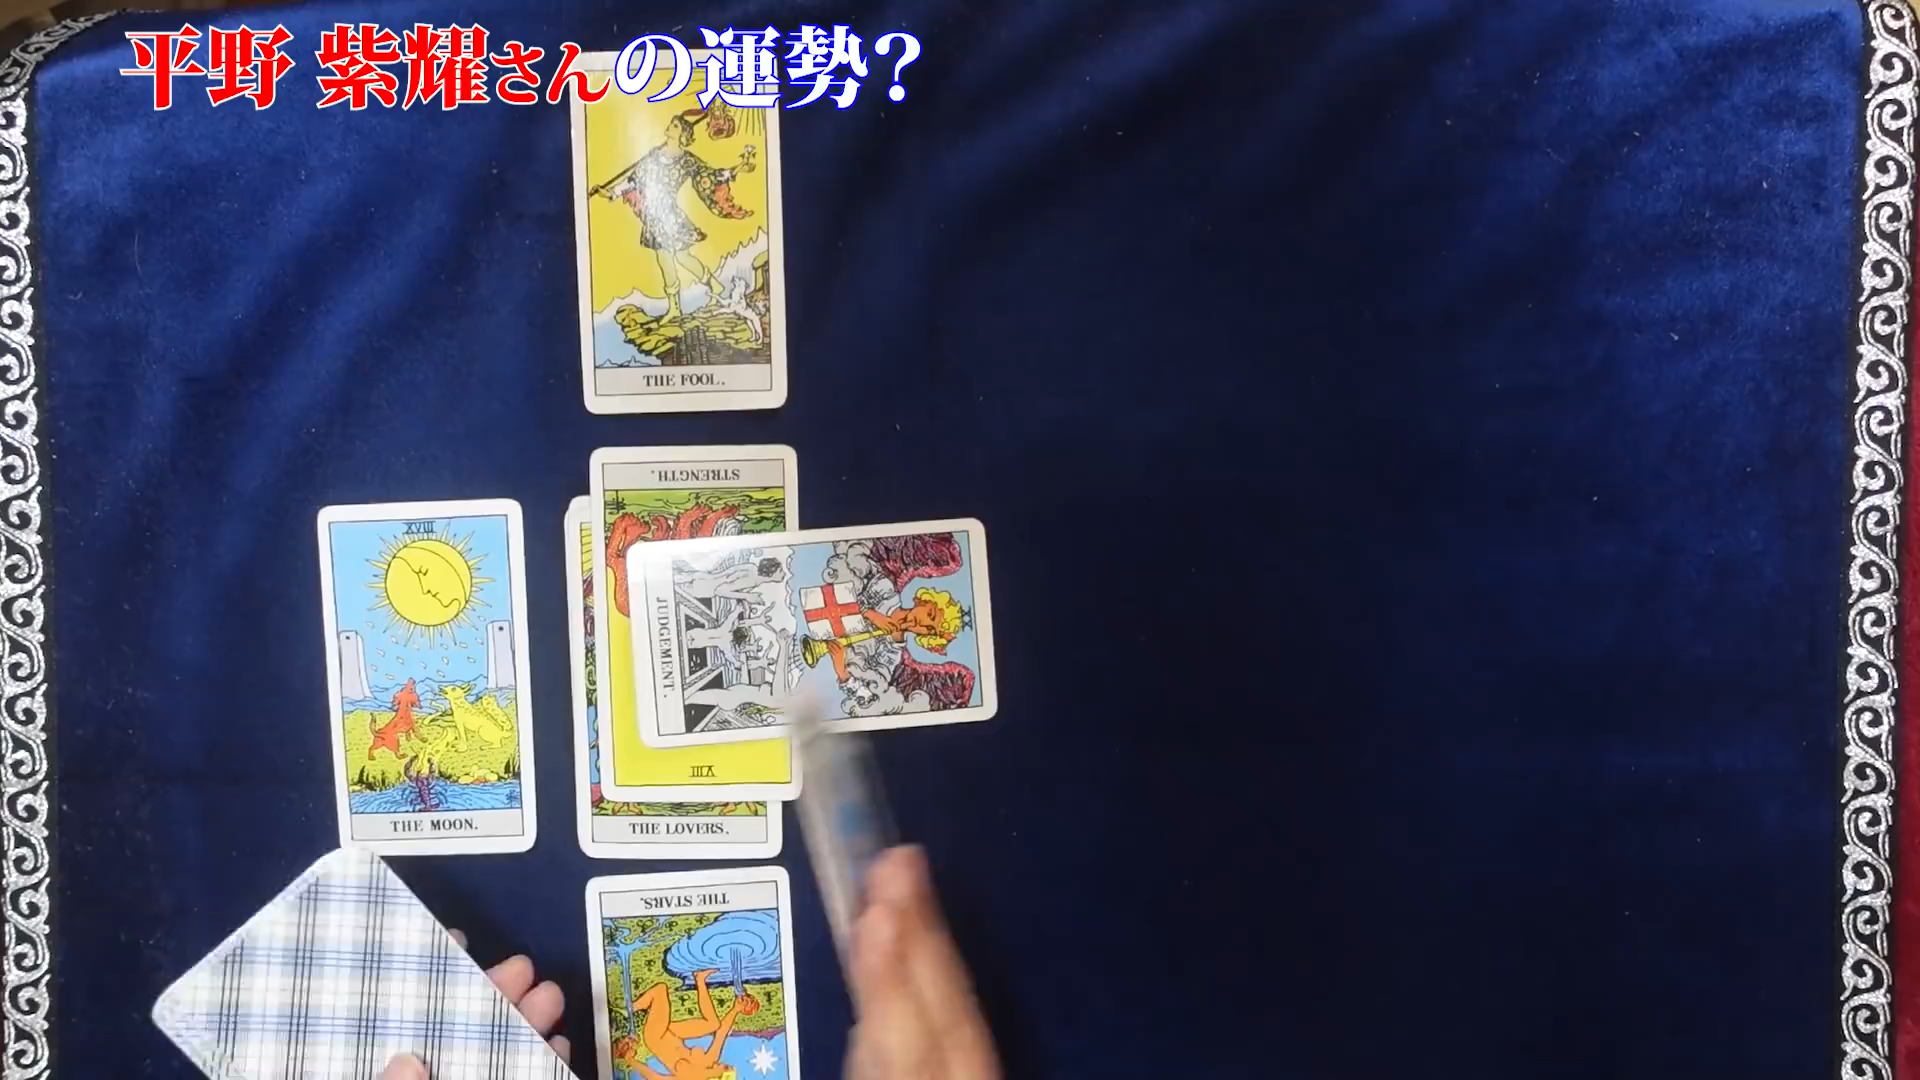 平野 紫耀さんの運勢？
THE FOOL.
STRENGTH.
XVIII
XX
JUDGEMENT.
VIII
THE MOON.
THE LOVERS.
THE STARS.